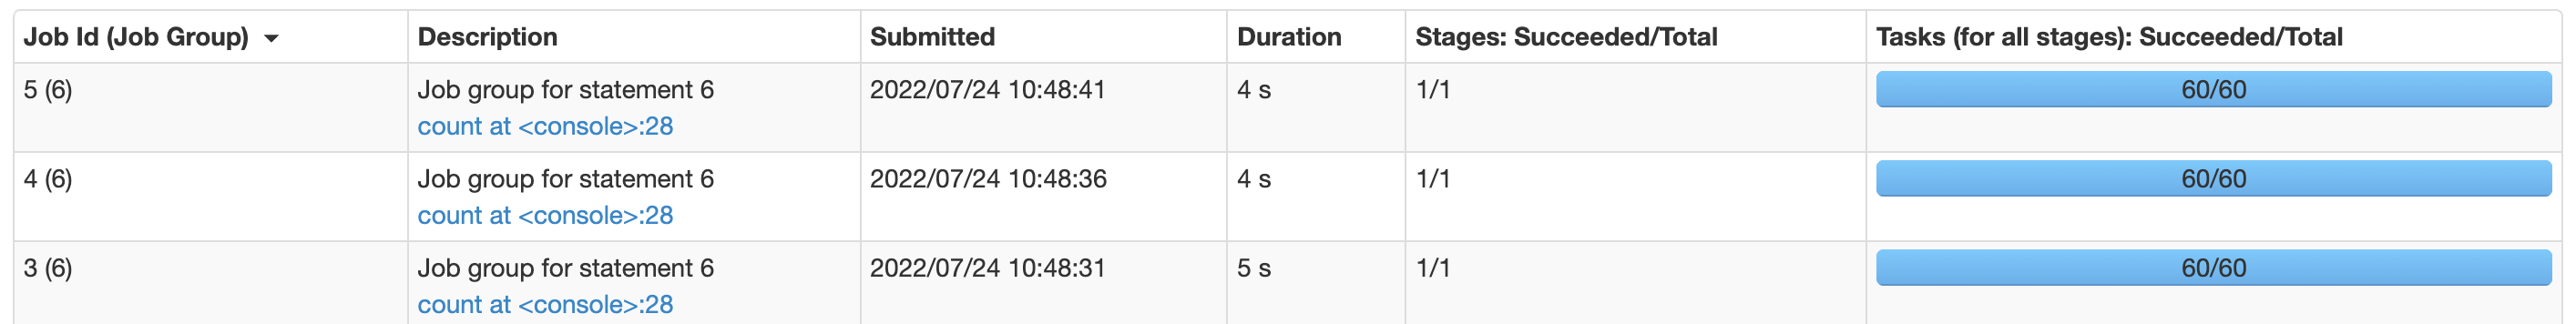 Job Id (Job Group) Description Submitted Duration Stages: Succeeded/Total Tasks (for all stages): Succeeded/Total
5 (6) Job group for statement 6 2022/07/24 10:48:41 4 s 1/1 60/60
count at <console>:28
4 (6) Job group for statement 6 2022/07/24 10:48:36 4 s 1/1 60/60
count at <console>:28
3 (6) Job group for statement 6 2022/07/24 10:48:31 5 s 1/1 60/60
count at <console>:28